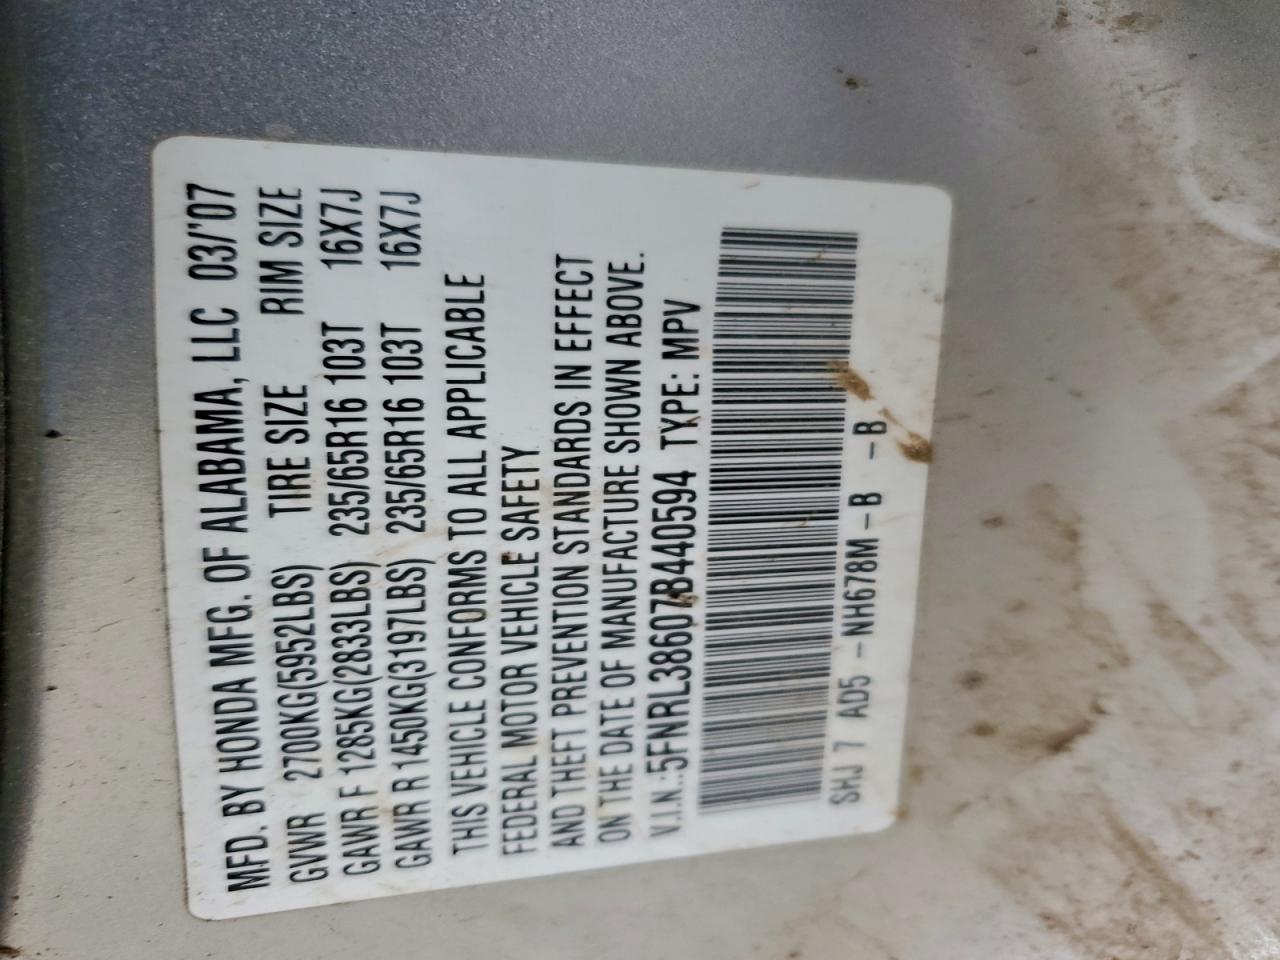 MFD. BY HONDA MFG. OF ALABAMA, LLC 03/'07
GVWR 2700KG(5952LBS) TIRE SIZE RIM SIZE
GAWR F 1285KG(2833LBS) 235/65R16 103T 16X7J
GAWR R 1450KG(3197LBS) 235/65R16 103T 16X7J
THIS VEHICLE CONFORMS TO ALL APPLICABLE
FEDERAL MOTOR VEHICLE SAFETY
AND THEFT PREVENTION STANDARDS IN EFFECT
ON THE DATE OF MANUFACTURE SHOWN ABOVE.
V.I.N.:5FNRL38607B440594 TYPE: MPV
SHJ 7 AD5 -NH678M-B -B